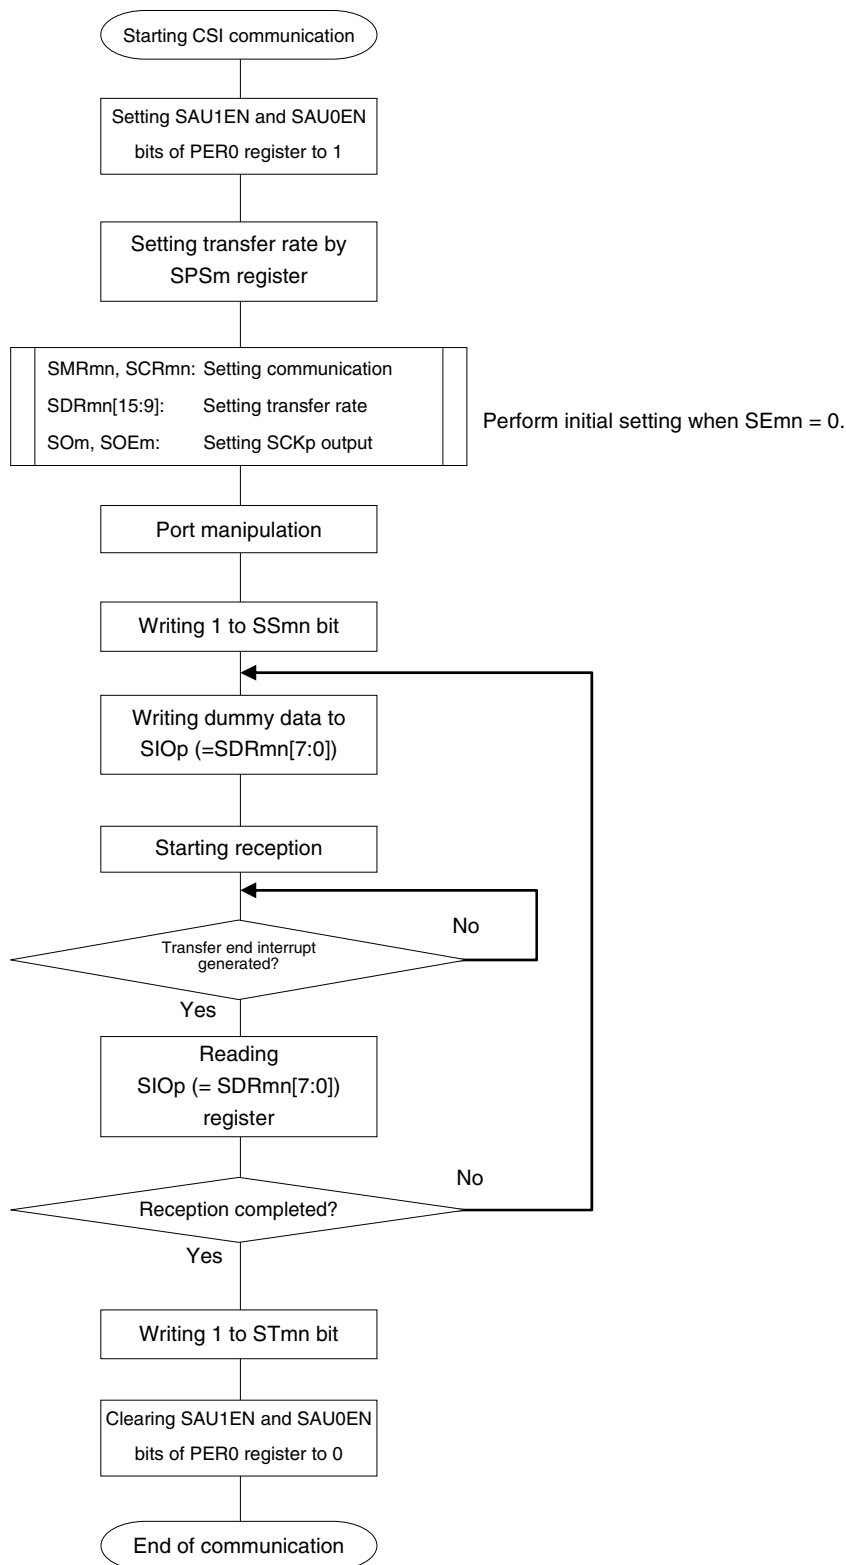 Starting CSI communication
Setting SAU1EN and SAU0EN
bits of PER0 register to 1
Setting transfer rate by
SPSm register
SMRmn, SCRmn: Setting communication
SDRmn[15:9]: Setting transfer rate
SOm, SOEm: Setting SCKp output
Perform initial setting when SEmn = 0.
Port manipulation
Writing 1 to SSmn bit
Writing dummy data to
SIOp (=SDRmn[7:0])
Starting reception
No
Transfer end interrupt
generated?
Yes
Reading
SIOp (= SDRmn[7:0])
register
No
Reception completed?
Yes
Writing 1 to STmn bit
Clearing SAU1EN and SAU0EN
bits of PER0 register to 0
End of communication